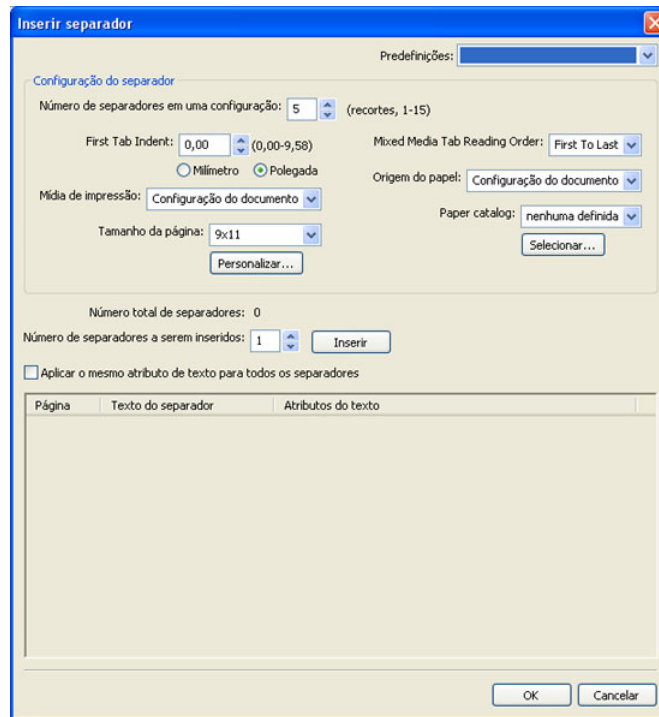 Inserir separador
Predefinições:
Configuração do separador
Número de separadores em uma configuração: 5 (recortes, 1-15)
First Tab Indent: 0,00 (0,00-9,58)
Mixed Media Tab Reading Order: First To Last
Milímetro Polegada
Origem do papel: Configuração do documento
Mídia de impressão: Configuração do documento
Paper catalog: nenhuma definida
Tamanho da página: 9x11
Selecionar...
Personalizar...
Número total de separadores: 0
Número de separadores a serem inseridos: 1 Inserir
Aplicar o mesmo atributo de texto para todos os separadores
Página Texto do separador Atributos do texto
OK Cancelar